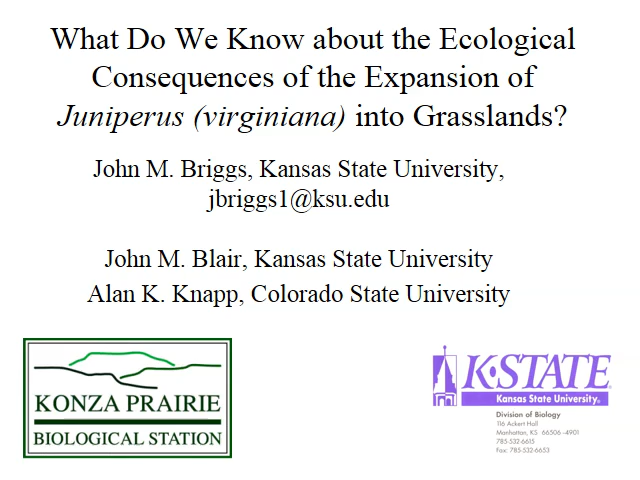 What Do We Know about the Ecological
Consequences of the Expansion of
Juniperus (virginiana) into Grasslands?
John M. Briggs, Kansas State University,
jbriggs1@ksu.edu
John M. Blair, Kansas State University
Alan K. Knapp, Colorado State University
KONZA PRAIRIE
BIOLOGICAL STATION
K·STATE
Kansas State University®
Division of Biology
116 Ackert Hall
Manhattan, KS 66506 -4901
785-532-6615
Fax: 785-532-6653